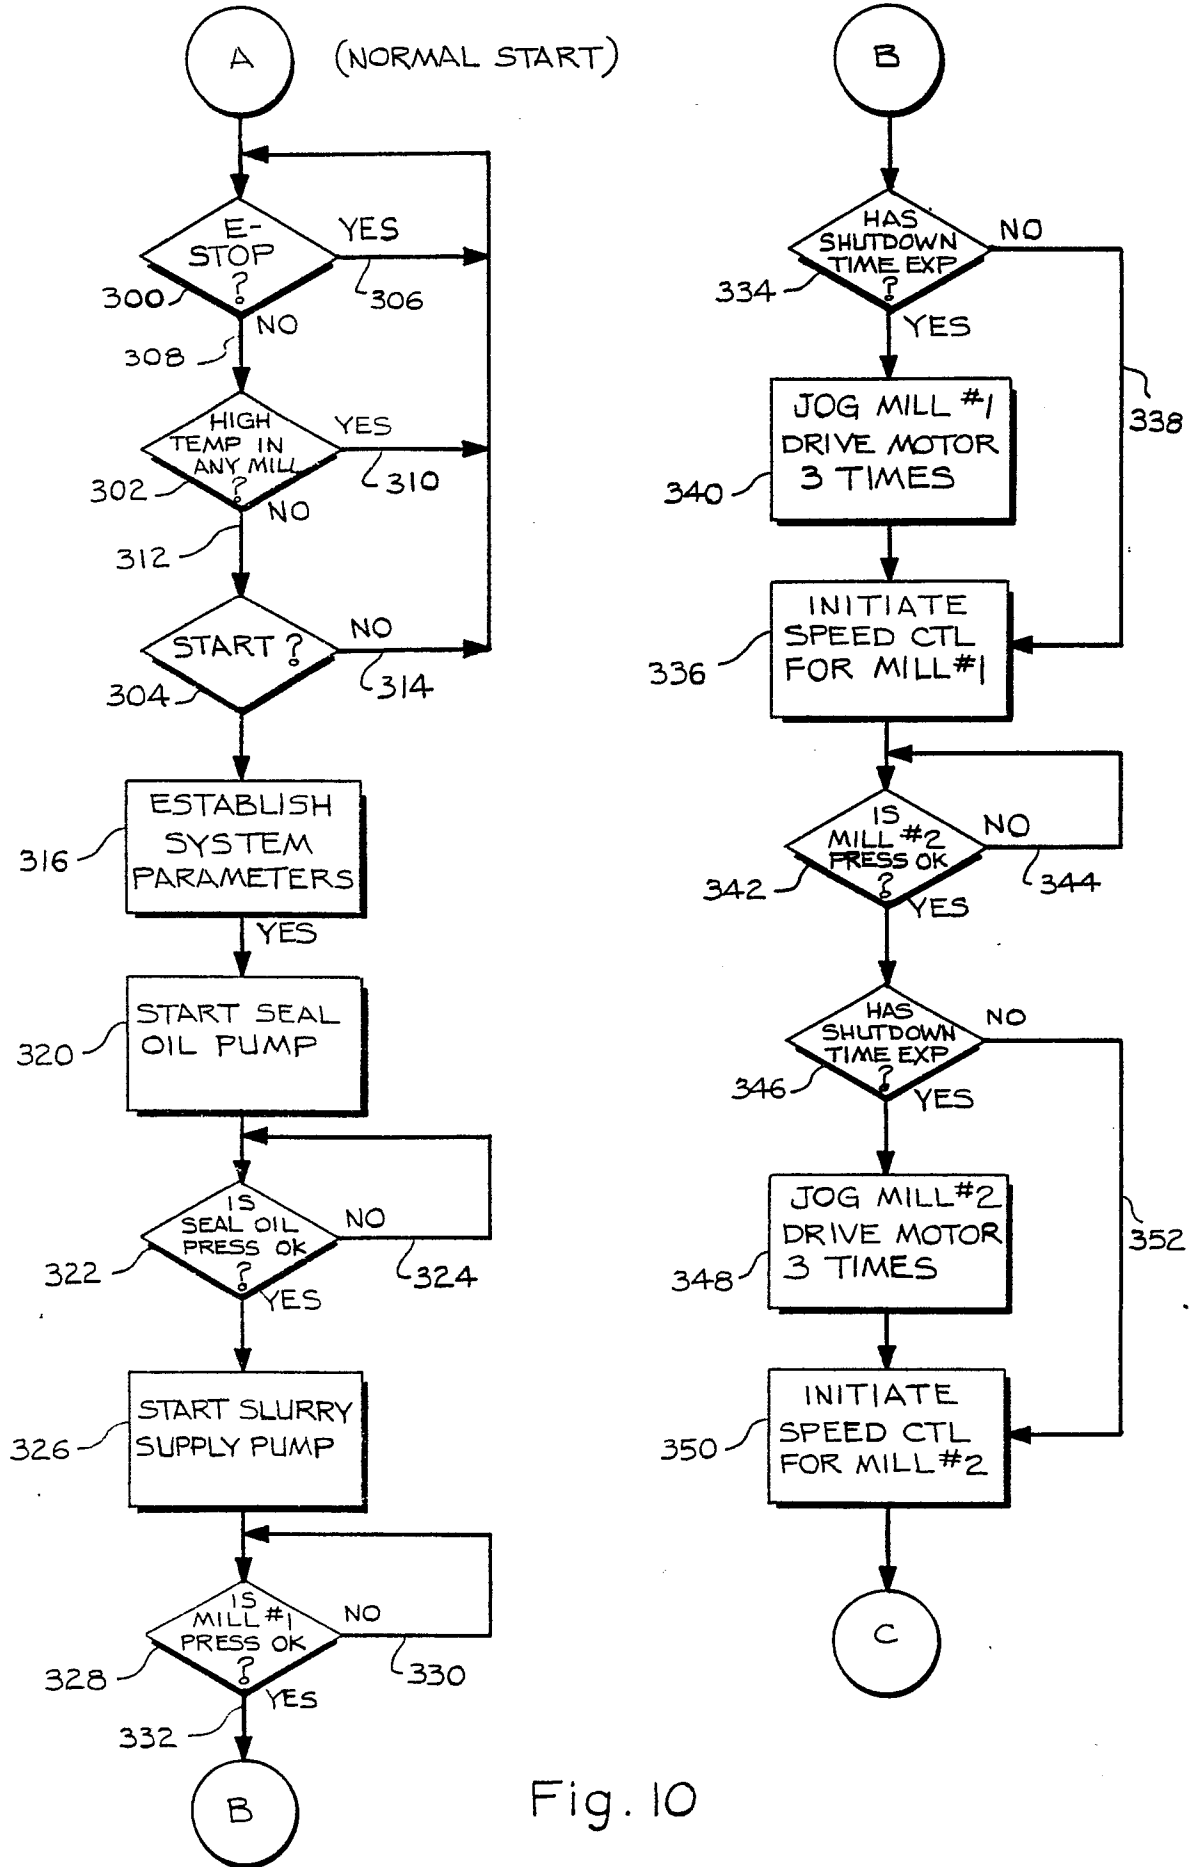 A
(NORMAL START)
E-
STOP
?
YES
300
306
NO
308
HIGH
TEMP IN
ANY MILL
?
YES
302
310
NO
312
START ?
NO
304
314
ESTABLISH
SYSTEM
PARAMETERS
316
YES
START SEAL
OIL PUMP
320
IS
SEAL OIL
PRESS OK
?
NO
322
324
YES
START SLURRY
SUPPLY PUMP
326
IS
MILL #1
PRESS OK
?
NO
328
330
YES
332
B
B
HAS
SHUTDOWN
TIME EXP
?
NO
334
YES
338
JOG MILL #1
DRIVE MOTOR
3 TIMES
340
INITIATE
SPEED CTL
FOR MILL #1
336
IS
MILL #2
PRESS OK
?
NO
342
344
YES
HAS
SHUTDOWN
TIME EXP
?
NO
346
YES
JOG MILL #2
DRIVE MOTOR
3 TIMES
348
352
INITIATE
SPEED CTL
FOR MILL #2
350
C
Fig. 10